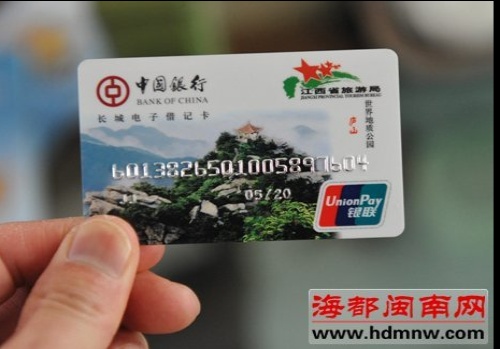 中國銀行
BANK OF CHINA
长城电子借记卡
江西省旅游局
JIANGXI PROVINCIAL TOURISM BUREAU
世界地质公园
庐山
6013826501005897604
05/20
UnionPay
银联
海都闽南网
www.hdmnw.com